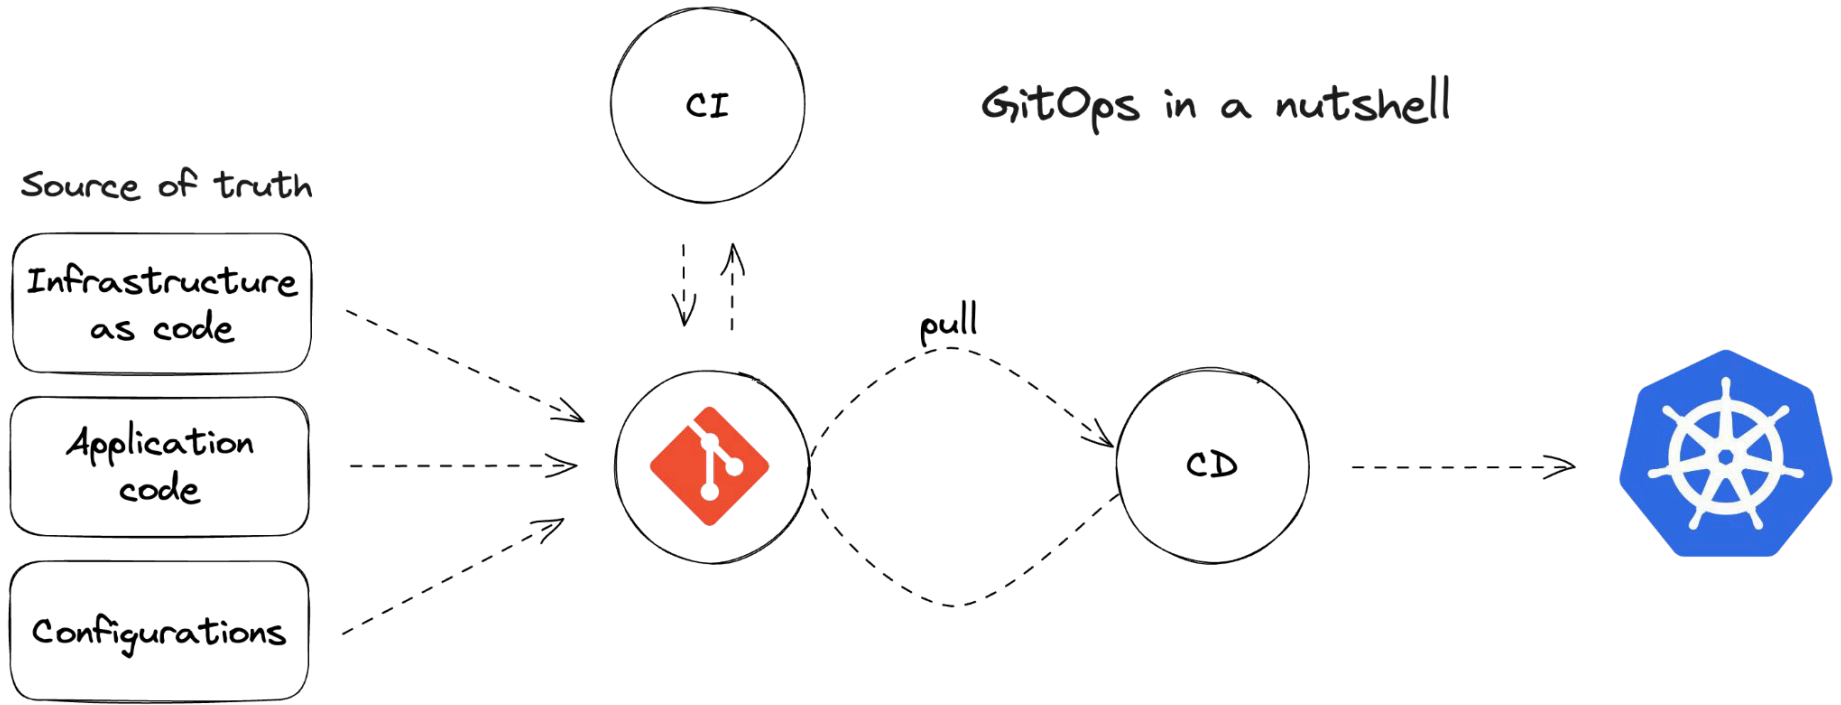 CI
GitOps in a nutshell
Source of truth
Infrastructure
as code
pull
Application
code
CD
Configurations